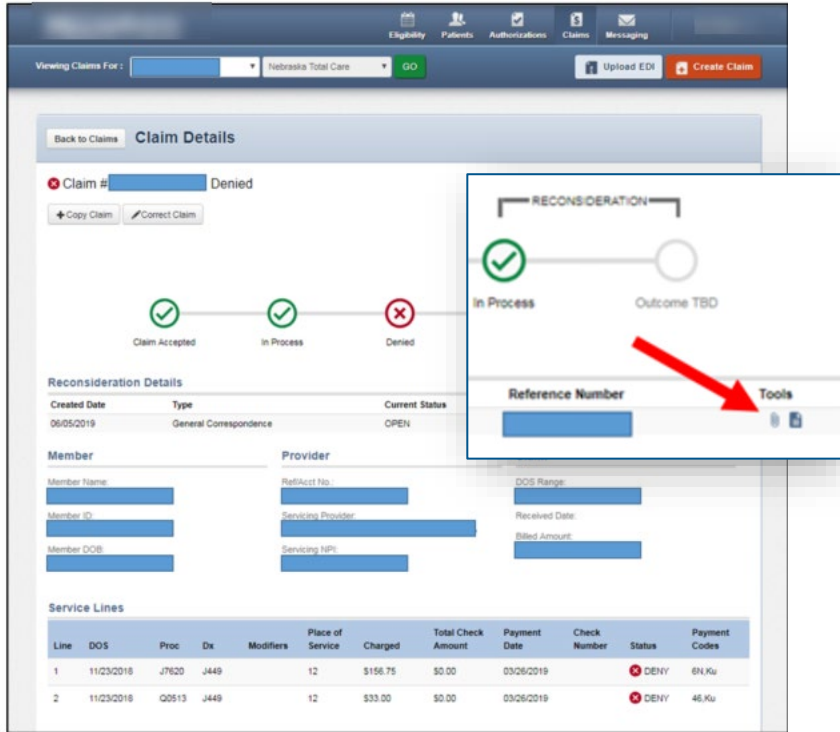 Eligibility Patients Authorizations Claims Messaging
Viewing Claims For : Nebraska Total Care GO Upload EDI Create Claim
Back to Claims Claim Details
Claim # Denied
Copy Claim Correct Claim
Claim Accepted In Process Denied
RECONSIDERATION
In Process Outcome TBD
Reference Number Tools
Reconsideration Details
Created Date Type Current Status
06/05/2019 General Correspondence OPEN
Member Provider
Member Name: Ref/Acct No.: DOS Range:
Member ID: Servicing Provider: Received Date:
Member DOB: Servicing NPI: Billed Amount:
Service Lines
Line DOS Proc Dx Modifiers Place of Service Charged Total Check Amount Payment Date Check Number Status Payment Codes
1 11/23/2018 J7620 J449 12 $156.75 $0.00 03/26/2019 DENY 6N,Ku
2 11/23/2018 Q0513 J449 12 $33.00 $0.00 03/26/2019 DENY 46,Ku